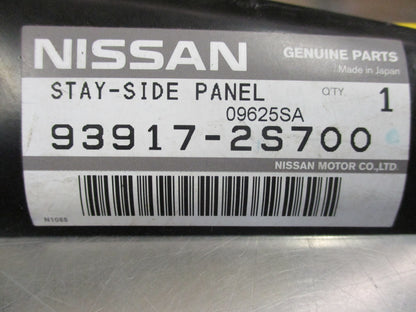 NISSAN
GENUINE PARTS
Made in Japan
STAY-SIDE PANEL
Q'TY.
1
09625SA
93917-2S700
NISSAN MOTOR CO.,LTD.
N1088